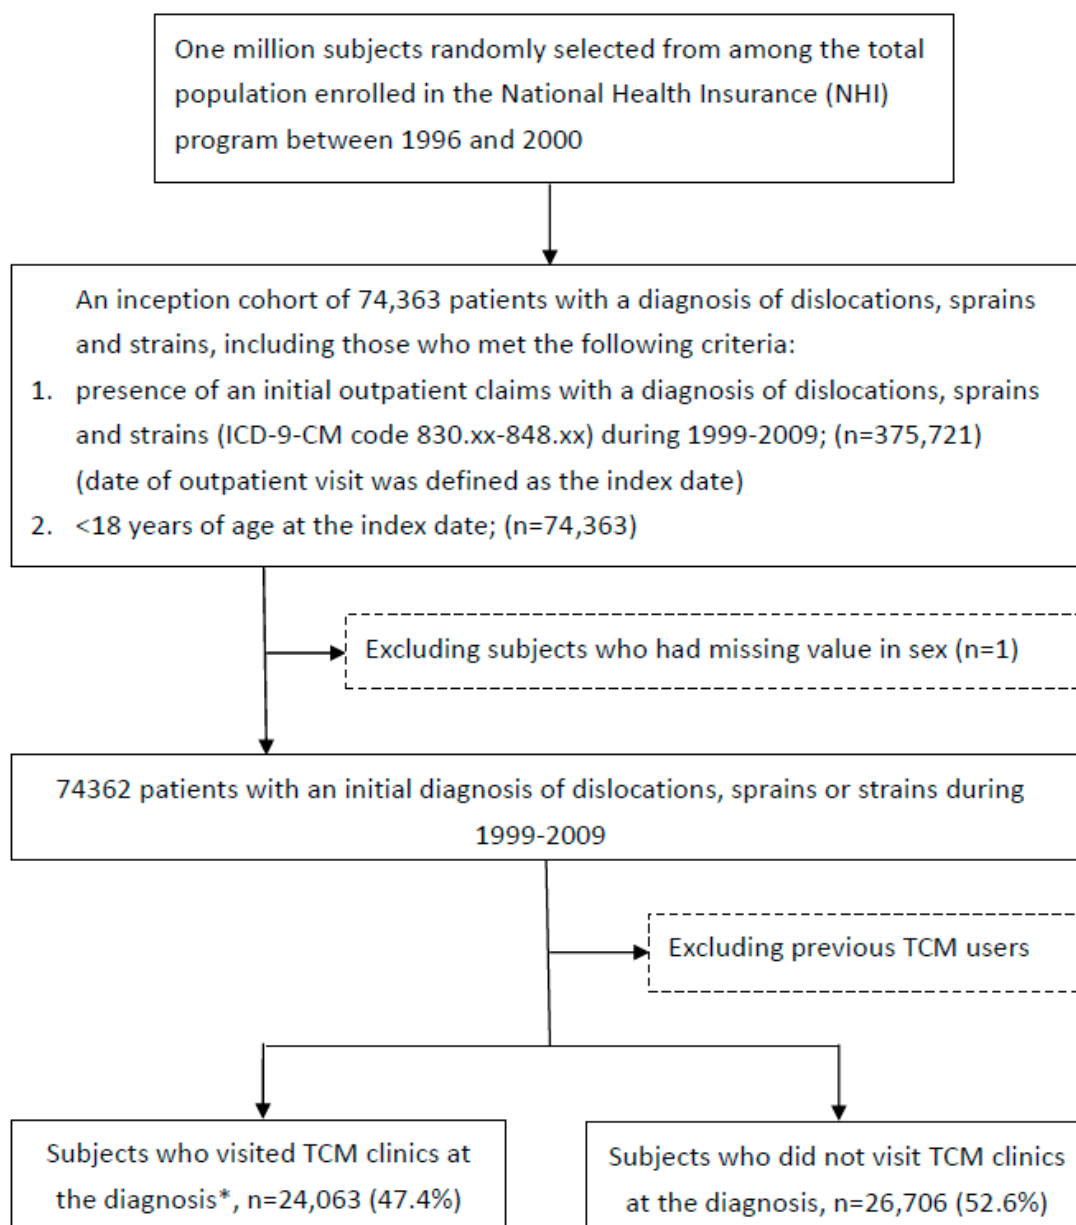 One million subjects randomly selected from among the total
population enrolled in the National Health Insurance (NHI)
program between 1996 and 2000
An inception cohort of 74,363 patients with a diagnosis of dislocations, sprains
and strains, including those who met the following criteria:
1. presence of an initial outpatient claims with a diagnosis of dislocations, sprains
and strains (ICD-9-CM code 830.xx-848.xx) during 1999-2009; (n=375,721)
(date of outpatient visit was defined as the index date)
2. <18 years of age at the index date; (n=74,363)
Excluding subjects who had missing value in sex (n=1)
74362 patients with an initial diagnosis of dislocations, sprains or strains during
1999-2009
Excluding previous TCM users
Subjects who visited TCM clinics at
the diagnosis*, n=24,063 (47.4%)
Subjects who did not visit TCM clinics
at the diagnosis, n=26,706 (52.6%)